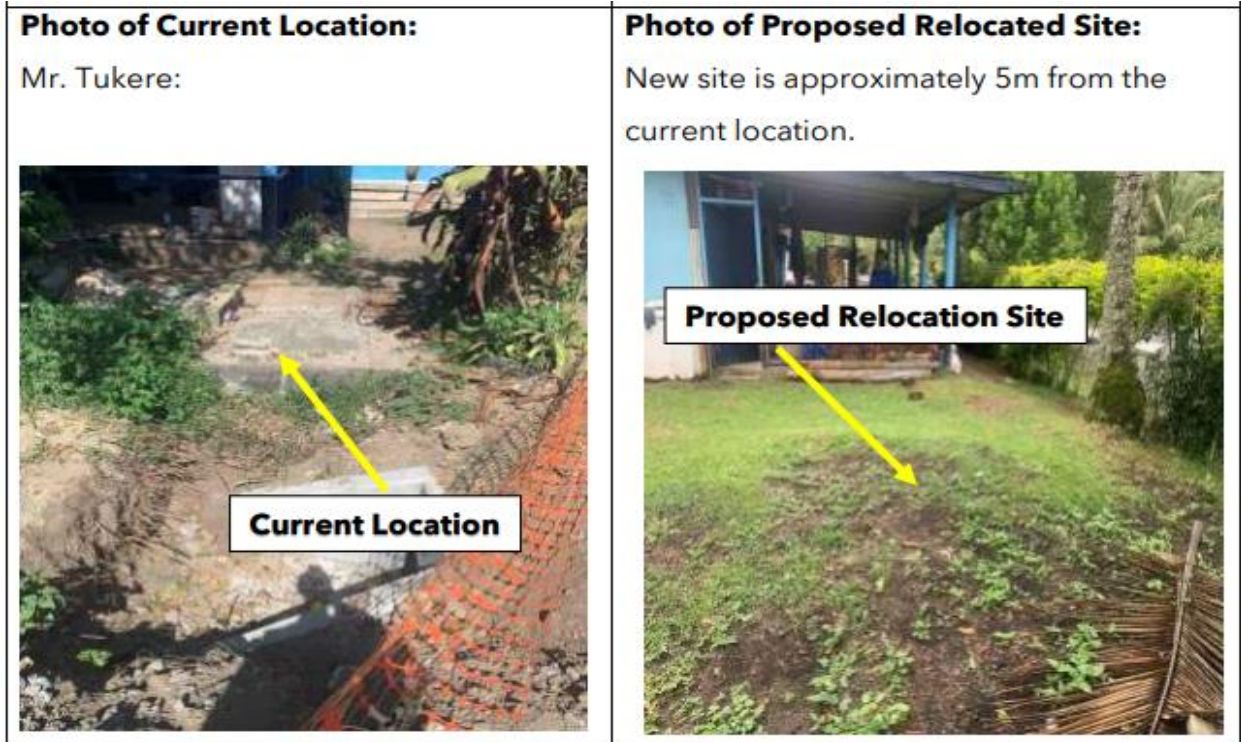 Photo of Current Location:
Mr. Tukere:
Current Location
Photo of Proposed Relocated Site:
New site is approximately 5m from the
current location.
Proposed Relocation Site